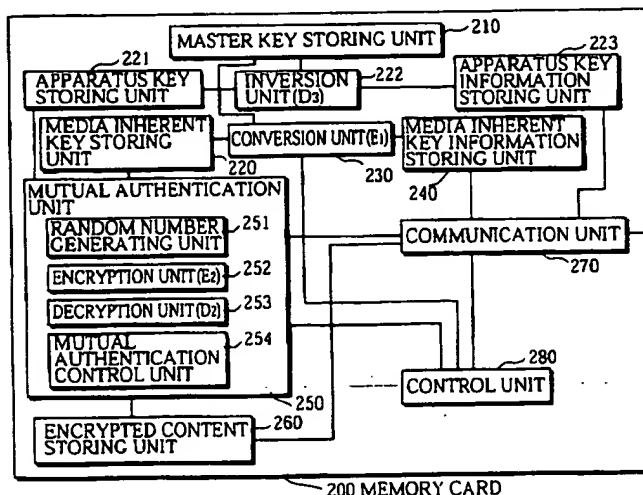 210
MASTER KEY STORING UNIT
221
APPARATUS KEY
STORING UNIT
INVERSION
UNIT(D3)
222
223
APPARATUS KEY
INFORMATION
STORING UNIT
MEDIA INHERENT
KEY STORING
UNIT
220
CONVERSION UNIT(E1)
230
MEDIA INHERENT
KEY INFORMATION
STORING UNIT
240
MUTUAL AUTHENTICATION
UNIT
RANDOM NUMBER
GENERATING UNIT
251
ENCRYPTION UNIT(E2)
252
DECRYPTION UNIT(D2)
253
MUTUAL
AUTHENTICATION
CONTROL UNIT
254
250
COMMUNICATION UNIT
270
280
CONTROL UNIT
ENCRYPTED CONTENT
STORING UNIT
260
200 MEMORY CARD